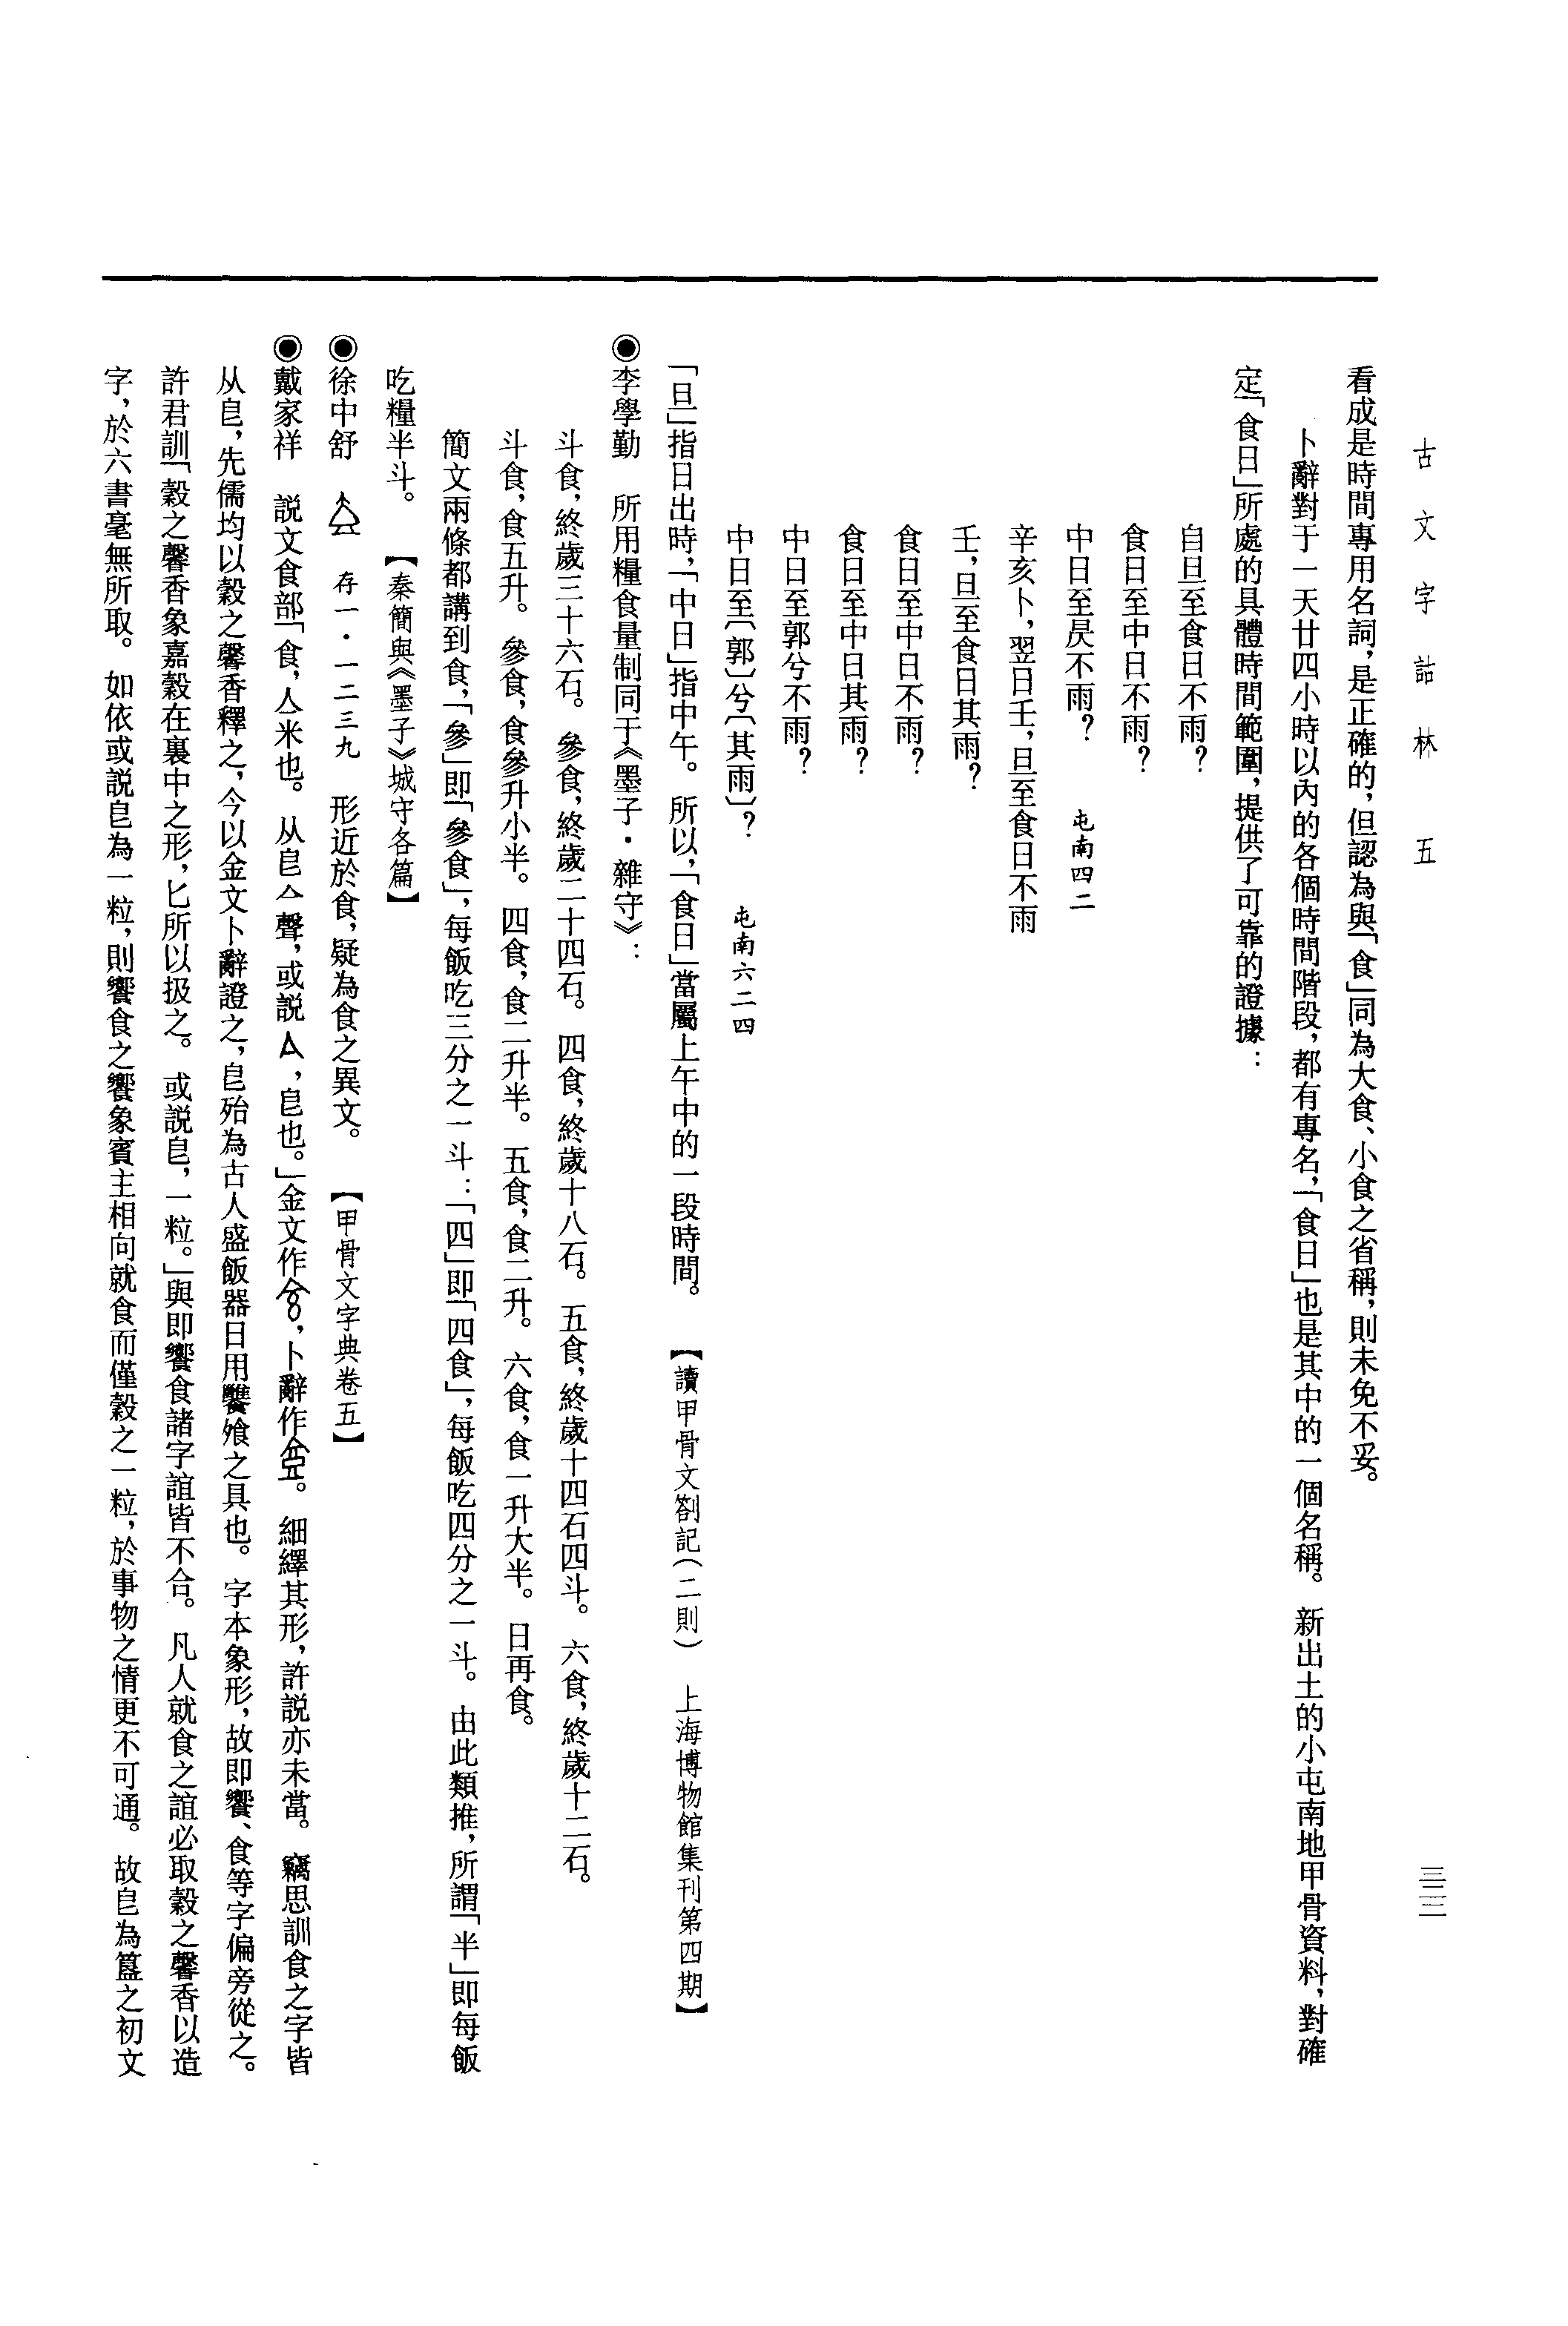 古文字詁林 五
三三二
看成是時間專用名詞，是正確的，但認為與「食」同為大食、小食之省稱，則未免不妥。
卜辭對于一天廿四小時以內的各個時間階段，都有專名，「食日」也是其中的一個名稱。新出土的小屯南地甲骨資料，對確
定「食日」所處的具體時間範圍，提供了可靠的證據：
自旦至食日不雨？
食日至中日不雨？
中日至昃不雨？　屯南四二
辛亥卜，翌日壬，旦至食日不雨
壬，旦至食日其雨？
食日至中日不雨？
食日至中日其雨？
中日至郭兮不雨？
中日至〔郭〕兮〔其雨〕？　屯南六二四
「旦」指日出時，「中日」指中午。所以，「食日」當屬上午中的一段時間。　【讀甲骨文劄記（二則）　上海博物館集刊第四期】
◉李學勤　所用糧食量制同于《墨子·雜守》：
斗食，終歲三十六石。參食，終歲二十四石。四食，終歲十八石。五食，終歲十四石四斗。六食，終歲十二石。
斗食，食五升。參食，食參升小半。四食，食二升半。五食，食二升。六食，食一升大半。日再食。
簡文兩條都講到食，「參」即「參食」，每飯吃三分之一斗；「四」即「四食」，每飯吃四分之一斗。由此類推，所謂「半」即每飯
吃糧半斗。　【秦簡與《墨子》城守各篇】
◉徐中舒　存一·一二三九　形近於食，疑為食之異文。　【甲骨文字典卷五】
◉戴家祥　説文食部「食，亼米也。从皀亼聲，或説亼，皀也。」金文作，卜辭作。細繹其形，許説亦未當。竊思訓食之字皆
从皀，先儒均以穀之馨香釋之，今以金文卜辭證之，皀殆為古人盛飯器日用饔飧之具也。字本象形，故即饗、食等字偏旁從之。
許君訓「穀之馨香象嘉穀在裏中之形，匕所以扱之。或説皀，一粒。」與即饗食諸字誼皆不合。凡人就食之誼必取穀之馨香以造
字，於六書毫無所取。如依或説皀為一粒，則饗食之饗象賓主相向就食而僅穀之一粒，於事物之情更不可通。故皀為簋之初文